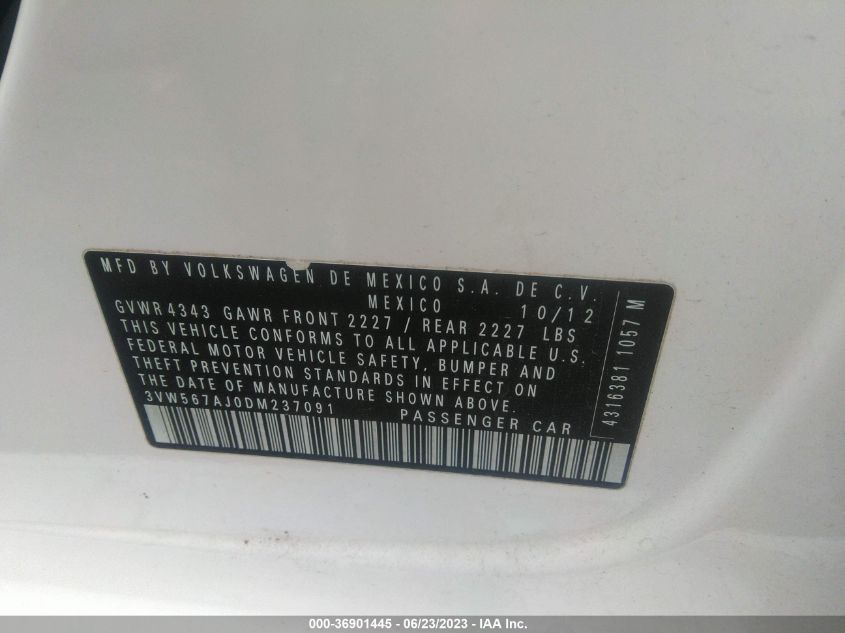 MFD BY VOLKSWAGEN DE MEXICO S.A. DE C.V.
MEXICO 10/12
GVWR 4343 GAWR FRONT 2227 / REAR 2227 LBS
THIS VEHICLE CONFORMS TO ALL APPLICABLE U.S.
FEDERAL MOTOR VEHICLE SAFETY, BUMPER AND
THEFT PREVENTION STANDARDS IN EFFECT ON
THE DATE OF MANUFACTURE SHOWN ABOVE.
3VW567AJ0DM237091 PASSENGER CAR
4316381 1057 M
000-36901445 - 06/23/2023 - IAA Inc.